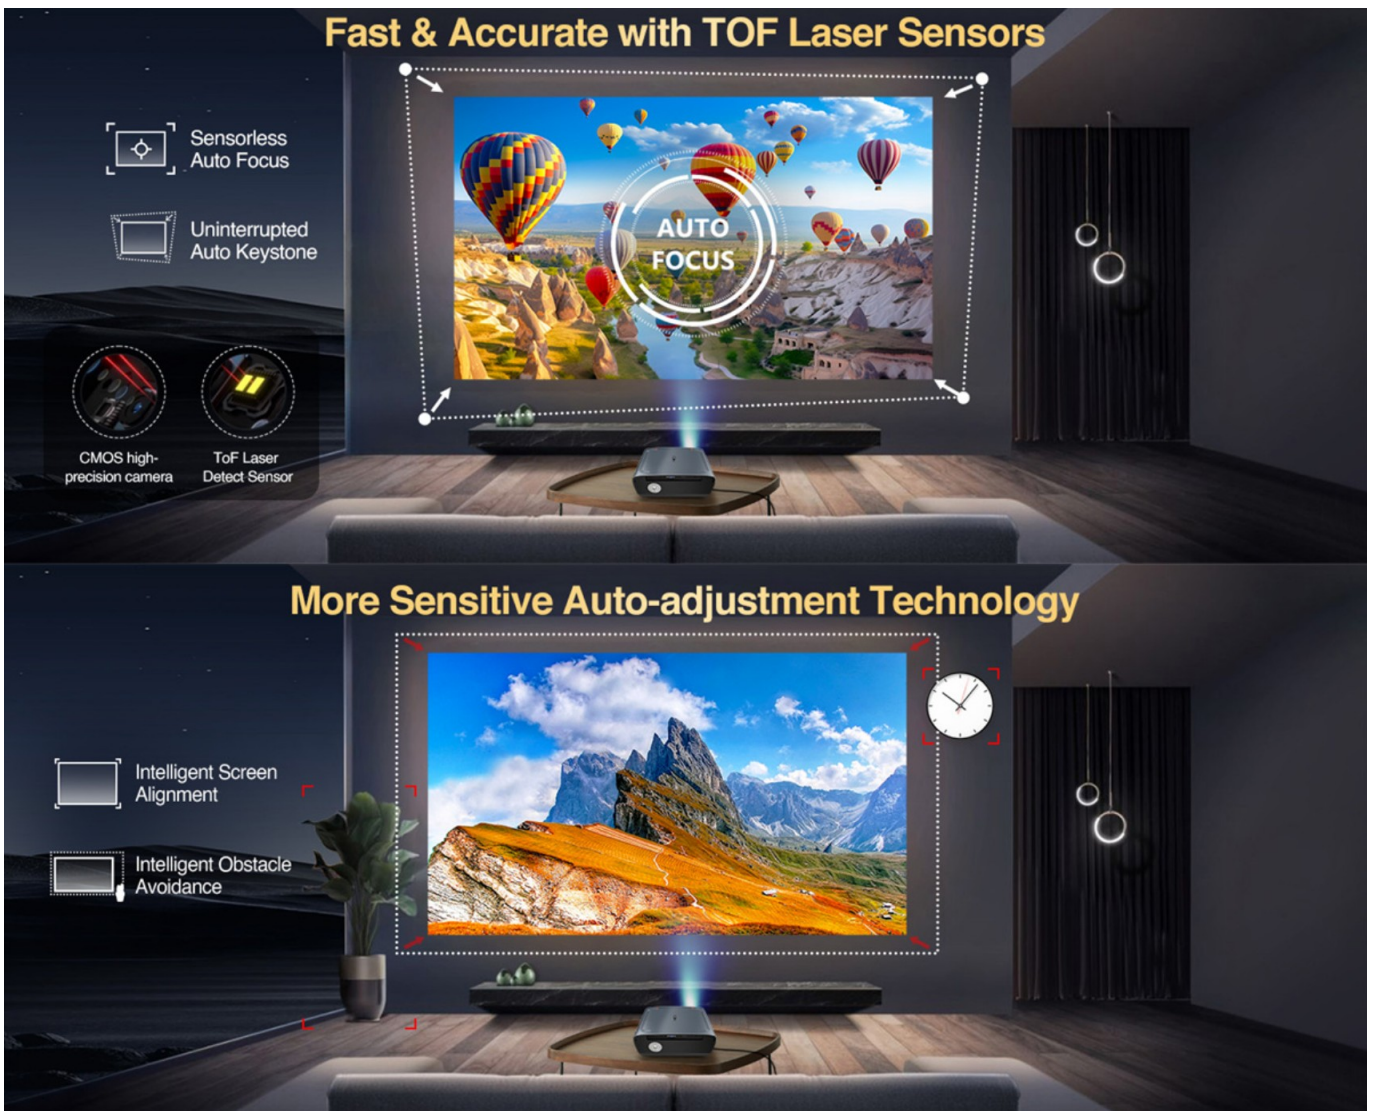 Fast & Accurate with TOF Laser Sensors
Sensorless
Auto Focus
Uninterrupted
Auto Keystone
AUTO
FOCUS
CMOS high-
precision camera
ToF Laser
Detect Sensor
More Sensitive Auto-adjustment Technology
Intelligent Screen
Alignment
Intelligent Obstacle
Avoidance